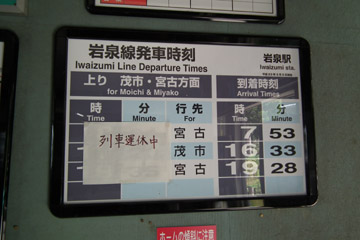 岩泉線発車時刻
Iwaizumi Line Departure Times
岩泉駅
Iwaizumi sta.
上り 茂市・宮古方面
for Moichi & Miyako
到着時刻
Arrival Times
時 分 行先 時 分
Time Minute For Time Minute
列車運休中
宮古 7 53
茂市 16 33
宮古 19 28
ホームの傾斜に注意